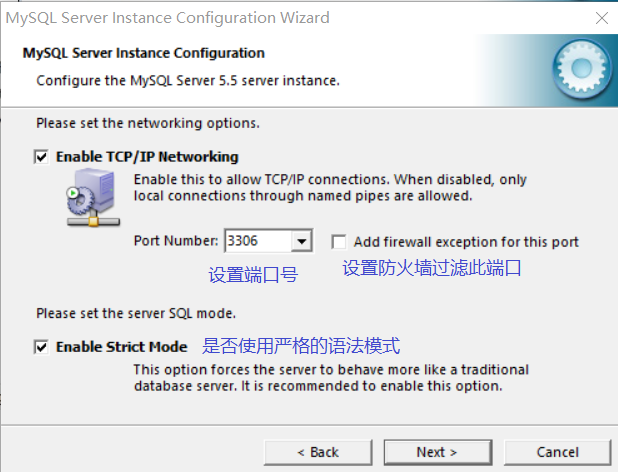 MySQL Server Instance Configuration Wizard
MySQL Server Instance Configuration
Configure the MySQL Server 5.5 server instance.
Please set the networking options.
Enable TCP/IP Networking
Enable this to allow TCP/IP connections. When disabled, only
local connections through named pipes are allowed.
Port Number: 3306 Add firewall exception for this port
设置端口号 设置防火墙过滤此端口
Please set the server SQL mode.
Enable Strict Mode 是否使用严格的语法模式
This option forces the server to behave more like a traditional
database server. It is recommended to enable this option.
< Back Next > Cancel